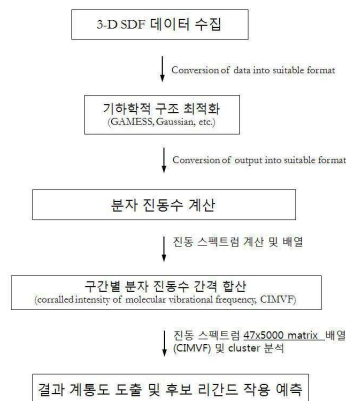 3-D SDF 데이터 수집
Conversion of data into suitable format
기하학적 구조 최적화
(GAMESS, Gaussian, etc.)
Conversion of output into suitable format
분자 진동수 계산
진동 스펙트럼 계산 및 배열
구간별 분자 진동수 간격 합산
(corralled intensity of molecular vibrational frequency, CIMVF)
진동 스펙트럼 47x5000 matrix 배열
(CIMVF) 및 cluster 분석
결과 계통도 도출 및 후보 리간드 작용 예측